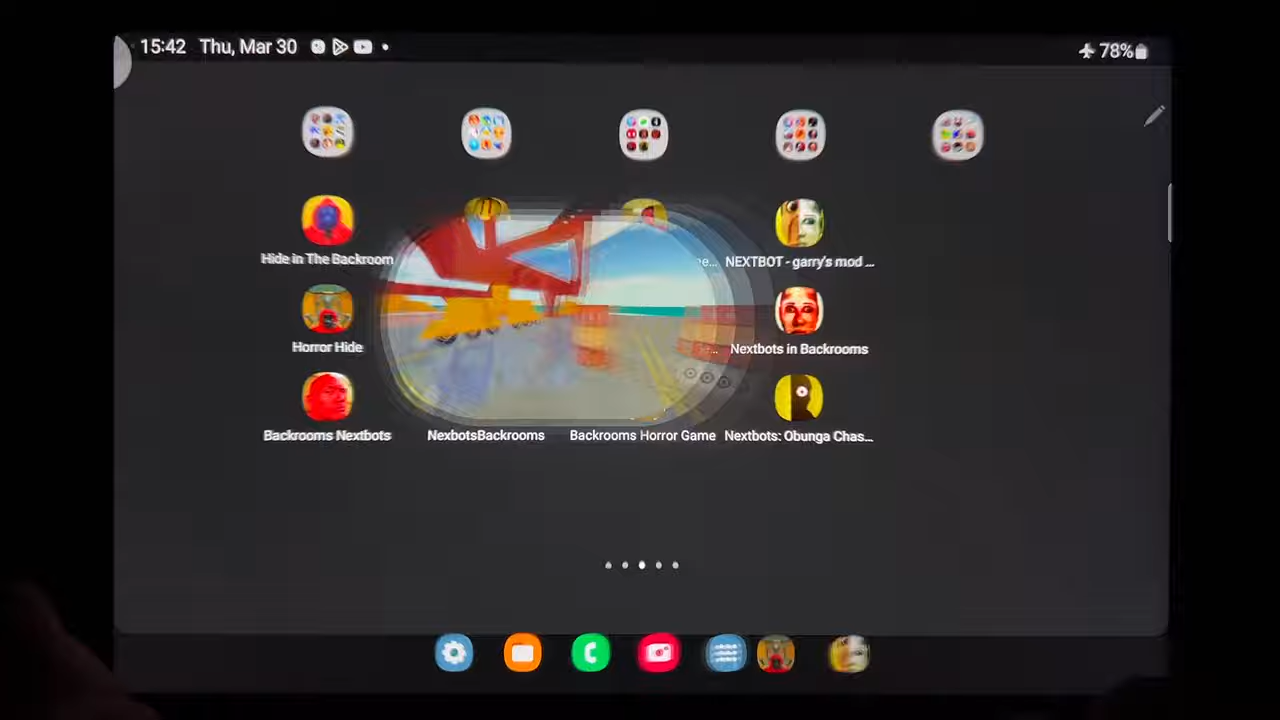 15:42 Thu, Mar 30
78%
Hide in The Backroom
NEXTBOT - garry's mod ...
Horror Hide
Nextbots in Backrooms
Backrooms Nextbots
NexbotsBackrooms
Backrooms Horror Game
Nextbots: Obunga Chas...